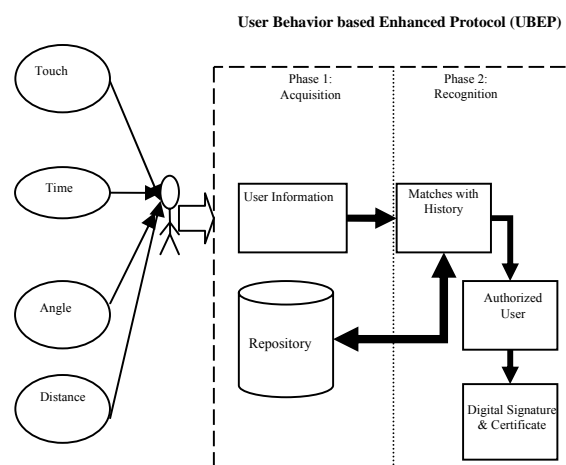 User Behavior based Enhanced Protocol (UBEP)
Touch
Time
Angle
Distance
Phase 1:
Acquisition
Phase 2:
Recognition
User Information
Matches with
History
Repository
Authorized
User
Digital Signature
& Certificate